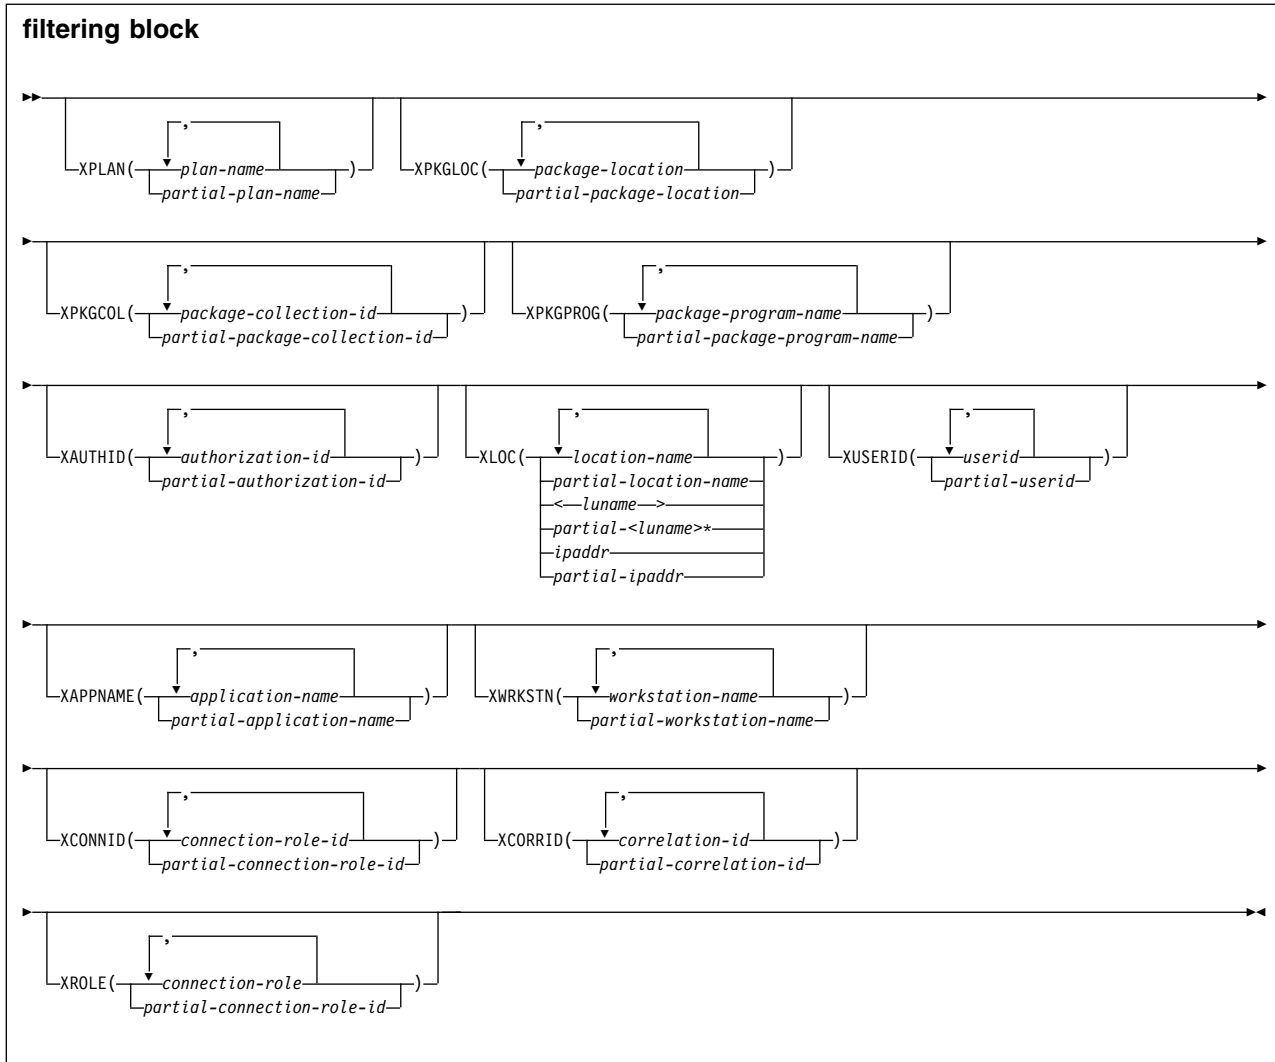 filtering block
, ,
XPLAN( plan-name ) XPKGLOC( package-location )
partial-plan-name partial-package-location
, ,
XPKGCOL( package-collection-id ) XPKGPROG( package-program-name )
partial-package-collection-id partial-package-program-name
, , ,
XAUTHID( authorization-id ) XLOC( location-name ) XUSERID( userid )
partial-authorization-id partial-location-name partial-userid
< luname >
partial-<luname>*
ipaddr
partial-ipaddr
, ,
XAPPNAME( application-name ) XWRKSTN( workstation-name )
partial-application-name partial-workstation-name
, ,
XCONNID( connection-role-id ) XCORRID( correlation-id )
partial-connection-role-id partial-correlation-id
,
XROLE( connection-role )
partial-connection-role-id